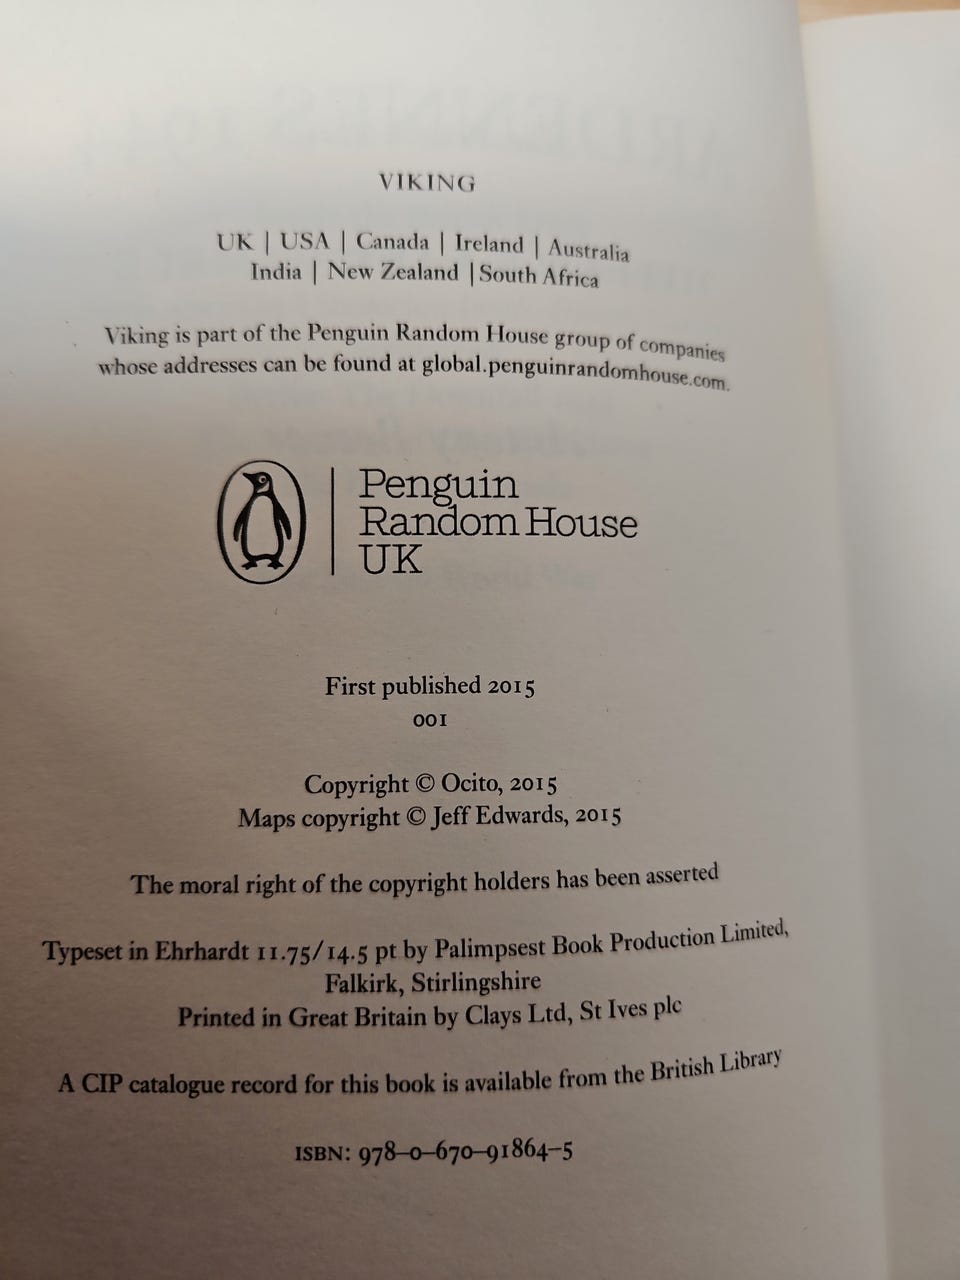 VIKING
UK | USA | Canada | Ireland | Australia
India | New Zealand | South Africa
Viking is part of the Penguin Random House group of companies
whose addresses can be found at global.penguinrandomhouse.com.
Penguin
Random House
UK
First published 2015
001
Copyright © Ocito, 2015
Maps copyright © Jeff Edwards, 2015
The moral right of the copyright holders has been asserted
Typeset in Ehrhardt 11.75/14.5 pt by Palimpsest Book Production Limited,
Falkirk, Stirlingshire
Printed in Great Britain by Clays Ltd, St Ives plc
A CIP catalogue record for this book is available from the British Library
ISBN: 978–0–670–91864–5